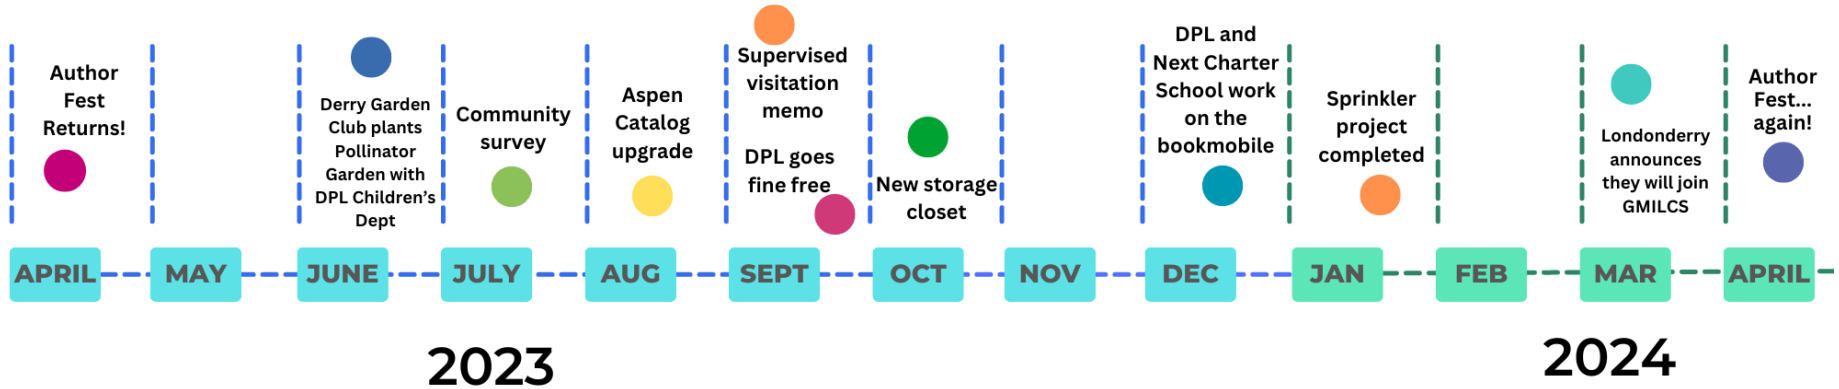 Author
Fest
Returns!
Derry Garden
Club plants
Pollinator
Garden with
DPL Children's
Dept
Community
survey
Aspen
Catalog
upgrade
Supervised
visitation
memo
DPL goes
fine free
New storage
closet
DPL and
Next Charter
School work
on the
bookmobile
Sprinkler
project
completed
Londonderry
announces
they will join
GMILCS
Author
Fest...
again!
APRIL
MAY
JUNE
JULY
AUG
SEPT
OCT
NOV
DEC
JAN
FEB
MAR
APRIL
2023
2024